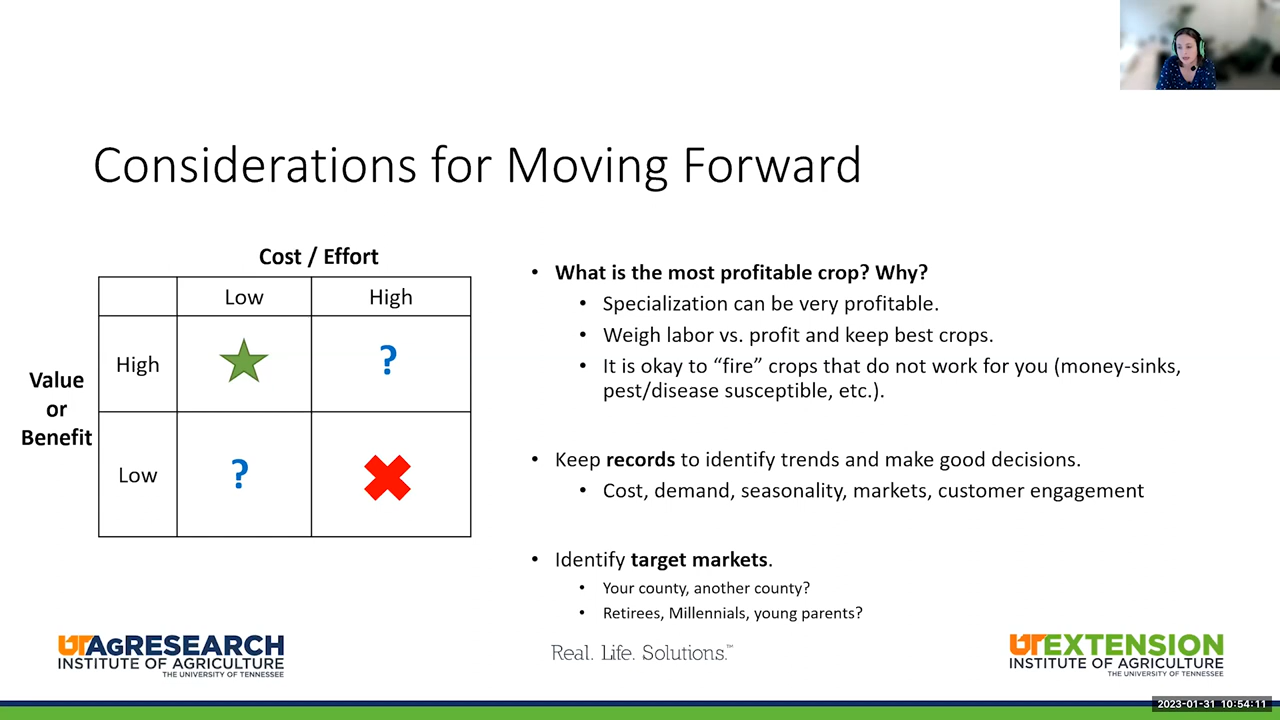 Considerations for Moving Forward
Cost / Effort
Low High
High ?
Value
or
Benefit
Low ?
• What is the most profitable crop? Why?
• Specialization can be very profitable.
• Weigh labor vs. profit and keep best crops.
• It is okay to “fire” crops that do not work for you (money-sinks,
pest/disease susceptible, etc.).
• Keep records to identify trends and make good decisions.
• Cost, demand, seasonality, markets, customer engagement
• Identify target markets.
• Your county, another county?
• Retirees, Millennials, young parents?
UTAGRESEARCH
INSTITUTE OF AGRICULTURE
THE UNIVERSITY OF TENNESSEE
Real. Life. Solutions.™
UTEXTENSION
INSTITUTE OF AGRICULTURE
THE UNIVERSITY OF TENNESSEE
2023-01-31 10:54:11